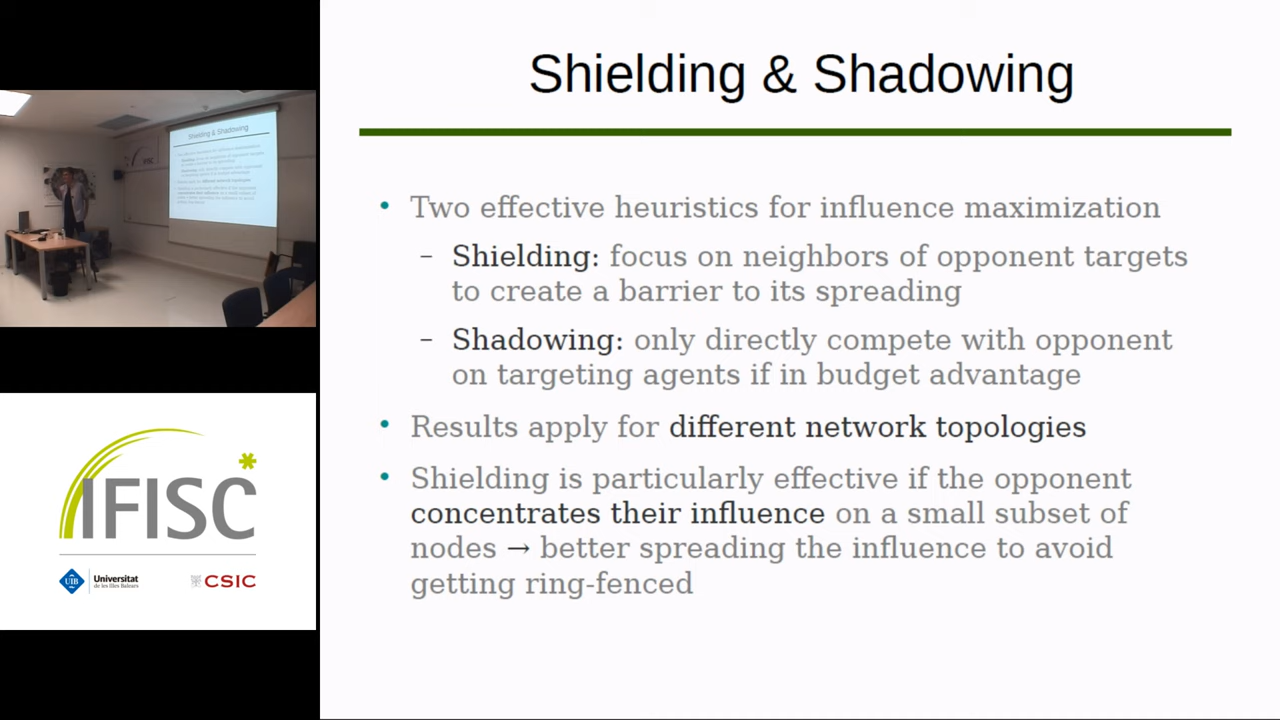 Shielding & Shadowing
• Two effective heuristics for influence maximization
– Shielding: focus on neighbors of opponent targets
to create a barrier to its spreading
– Shadowing: only directly compete with opponent
on targeting agents if in budget advantage
• Results apply for different network topologies
• Shielding is particularly effective if the opponent
concentrates their influence on a small subset of
nodes → better spreading the influence to avoid
getting ring-fenced
Shielding & Shadowing
IFISC
UIB
Universitat
de les Illes Balears
CSIC